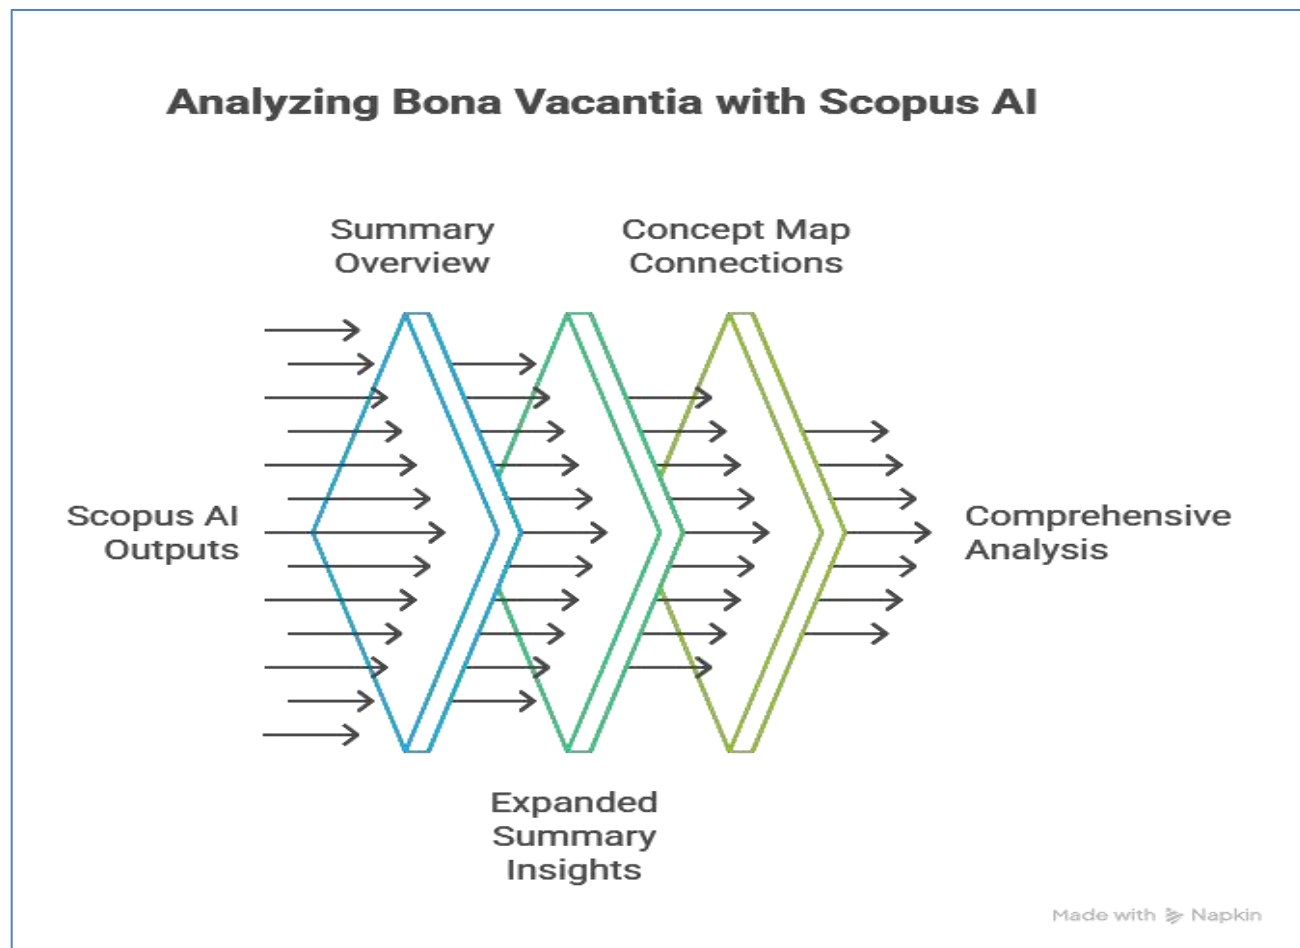 Analyzing Bona Vacantia with Scopus AI
Summary
Overview
Concept Map
Connections
Scopus AI
Outputs
Comprehensive
Analysis
Expanded
Summary
Insights
Made with Napkin